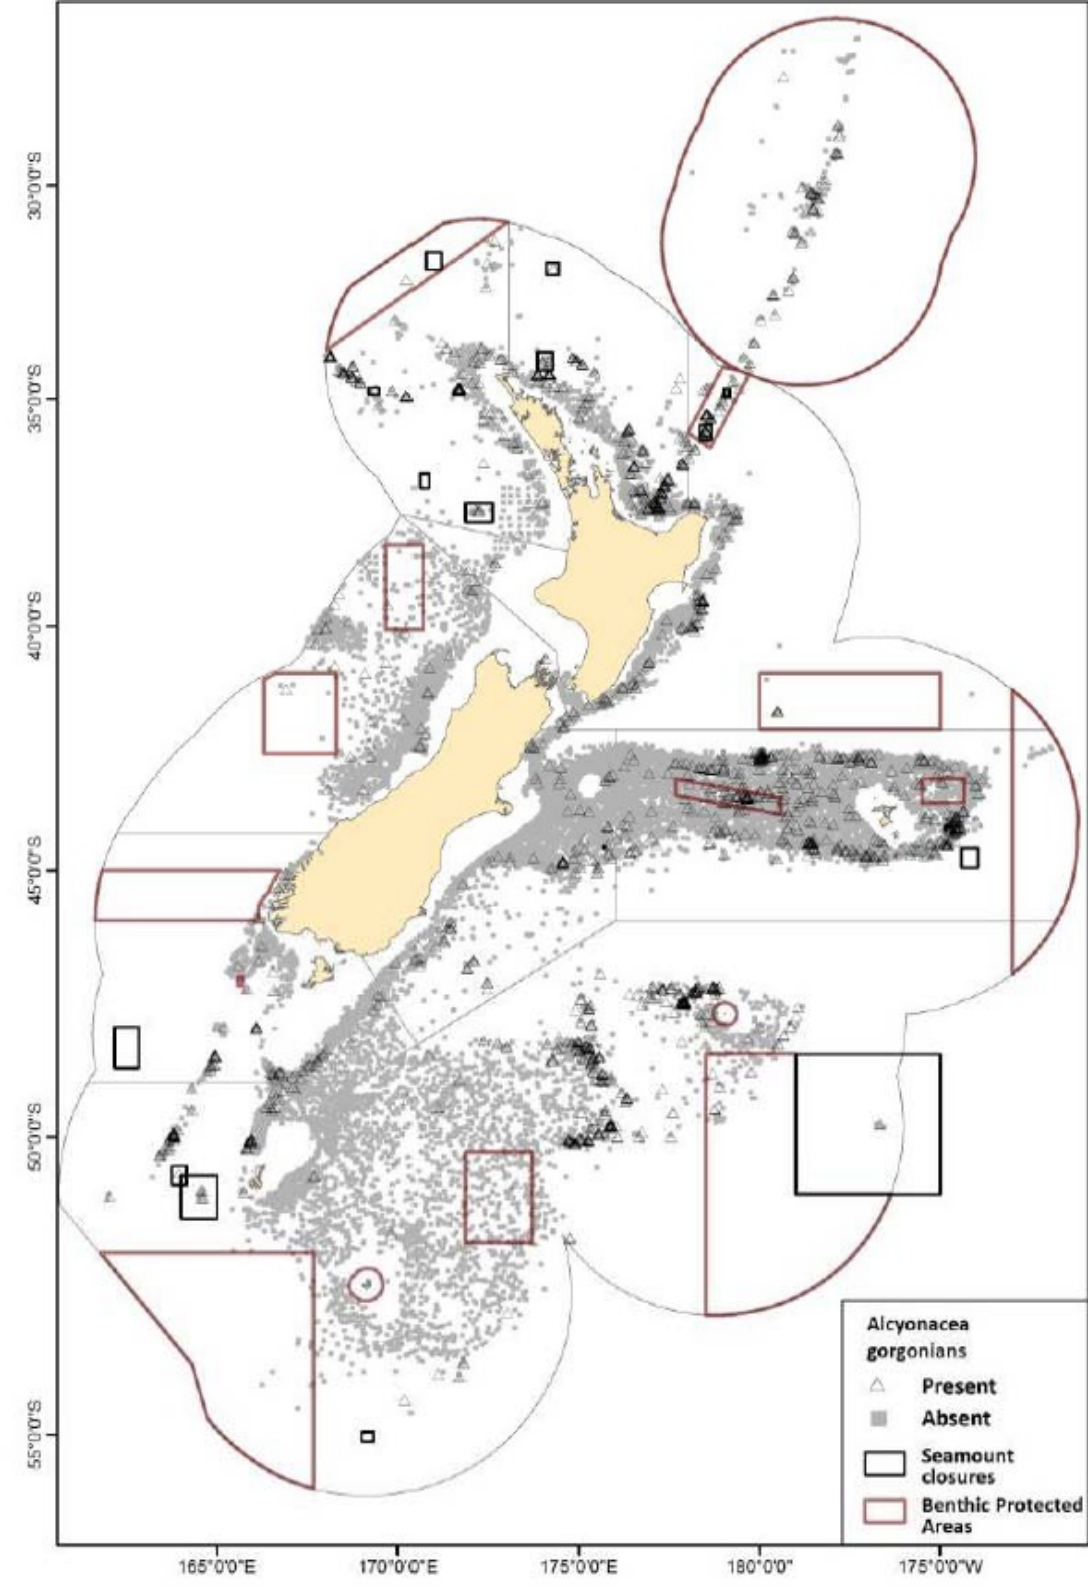 30°0'0"S
35°0'0"S
40°0'0"S
45°0'0"S
50°0'0"S
55°0'0"S
165°0'0"E
170°0'0"E
175°0'0"E
180°0'0"
175°0'0"W
Alcyonacea
gorgonians
Present
Absent
Seamount
closures
Benthic Protected
Areas